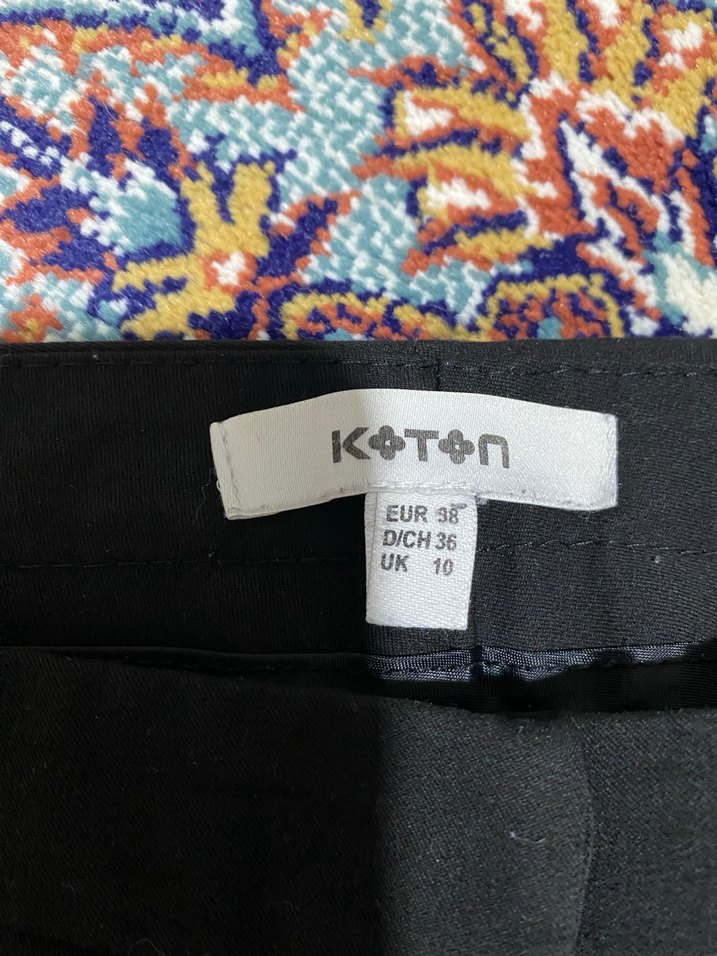 KOTON
EUR 38
D/CH 36
UK 10